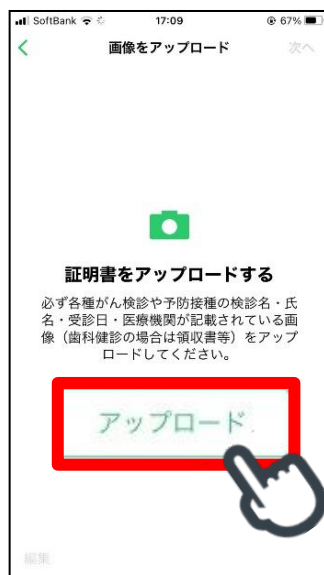 SoftBank 17:09 67%
画像をアップロード 次へ
証明書をアップロードする
必ず各種がん検診や予防接種の検診名・氏
名・受診日・医療機関が記載されている画
像（歯科健診の場合は領収書等）をアップ
ロードしてください。
アップロード
編集